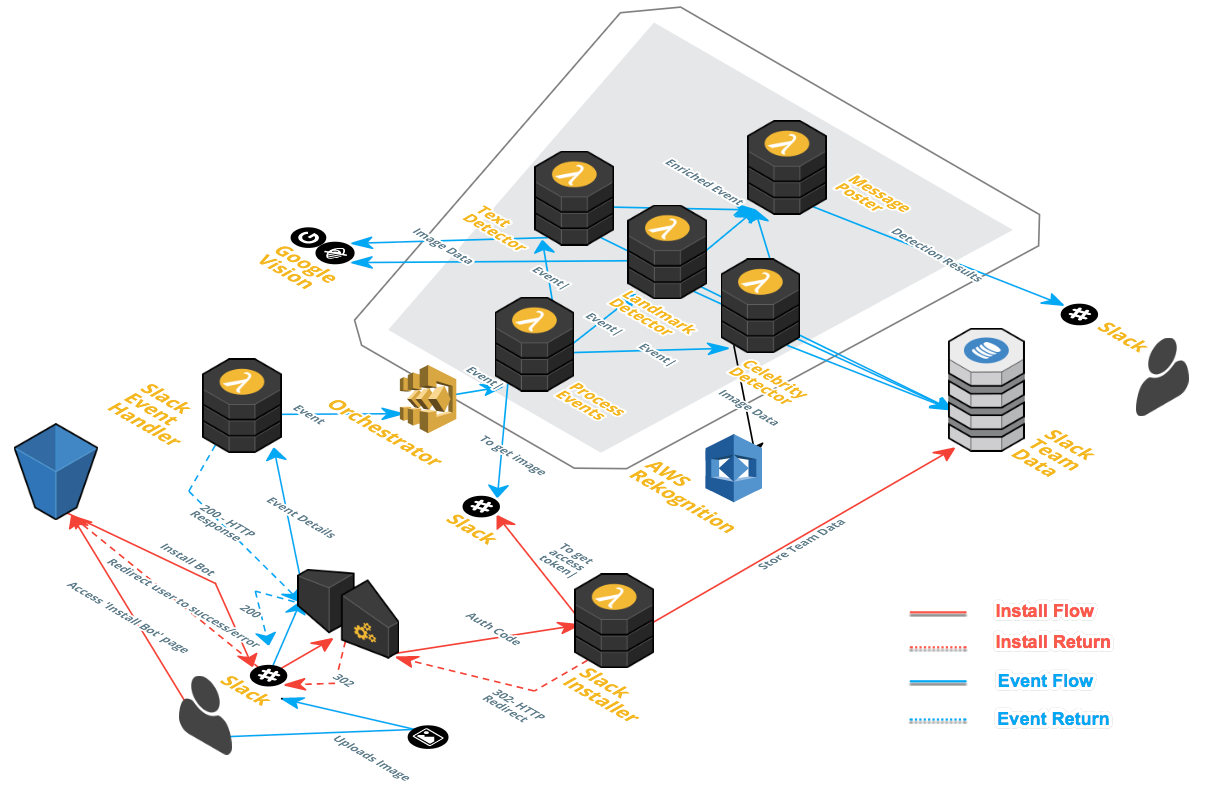 Enriched Event
Message
Poster
Text
Detector
Image Data
Detection Results
Google
Vision
Event|
Landmark
Detector
Event|
Event|
Slack
Celebrity
Detector
Image Data
Event|
Process
Events
Slack
Event
Handler
Event
Orchestrator
To get image
AWS
Rekognition
Slack
Team
Data
200.- HTTP
Response
Event Details
Slack
Install Bot
To get
access
token|
Store Team Data
Redirect user to success/error
Access 'Install Bot' page
200
Auth Code
Slack
302
302- HTTP
Redirect
Slack
Installer
Uploads Image
Install Flow
Install Return
Event Flow
Event Return